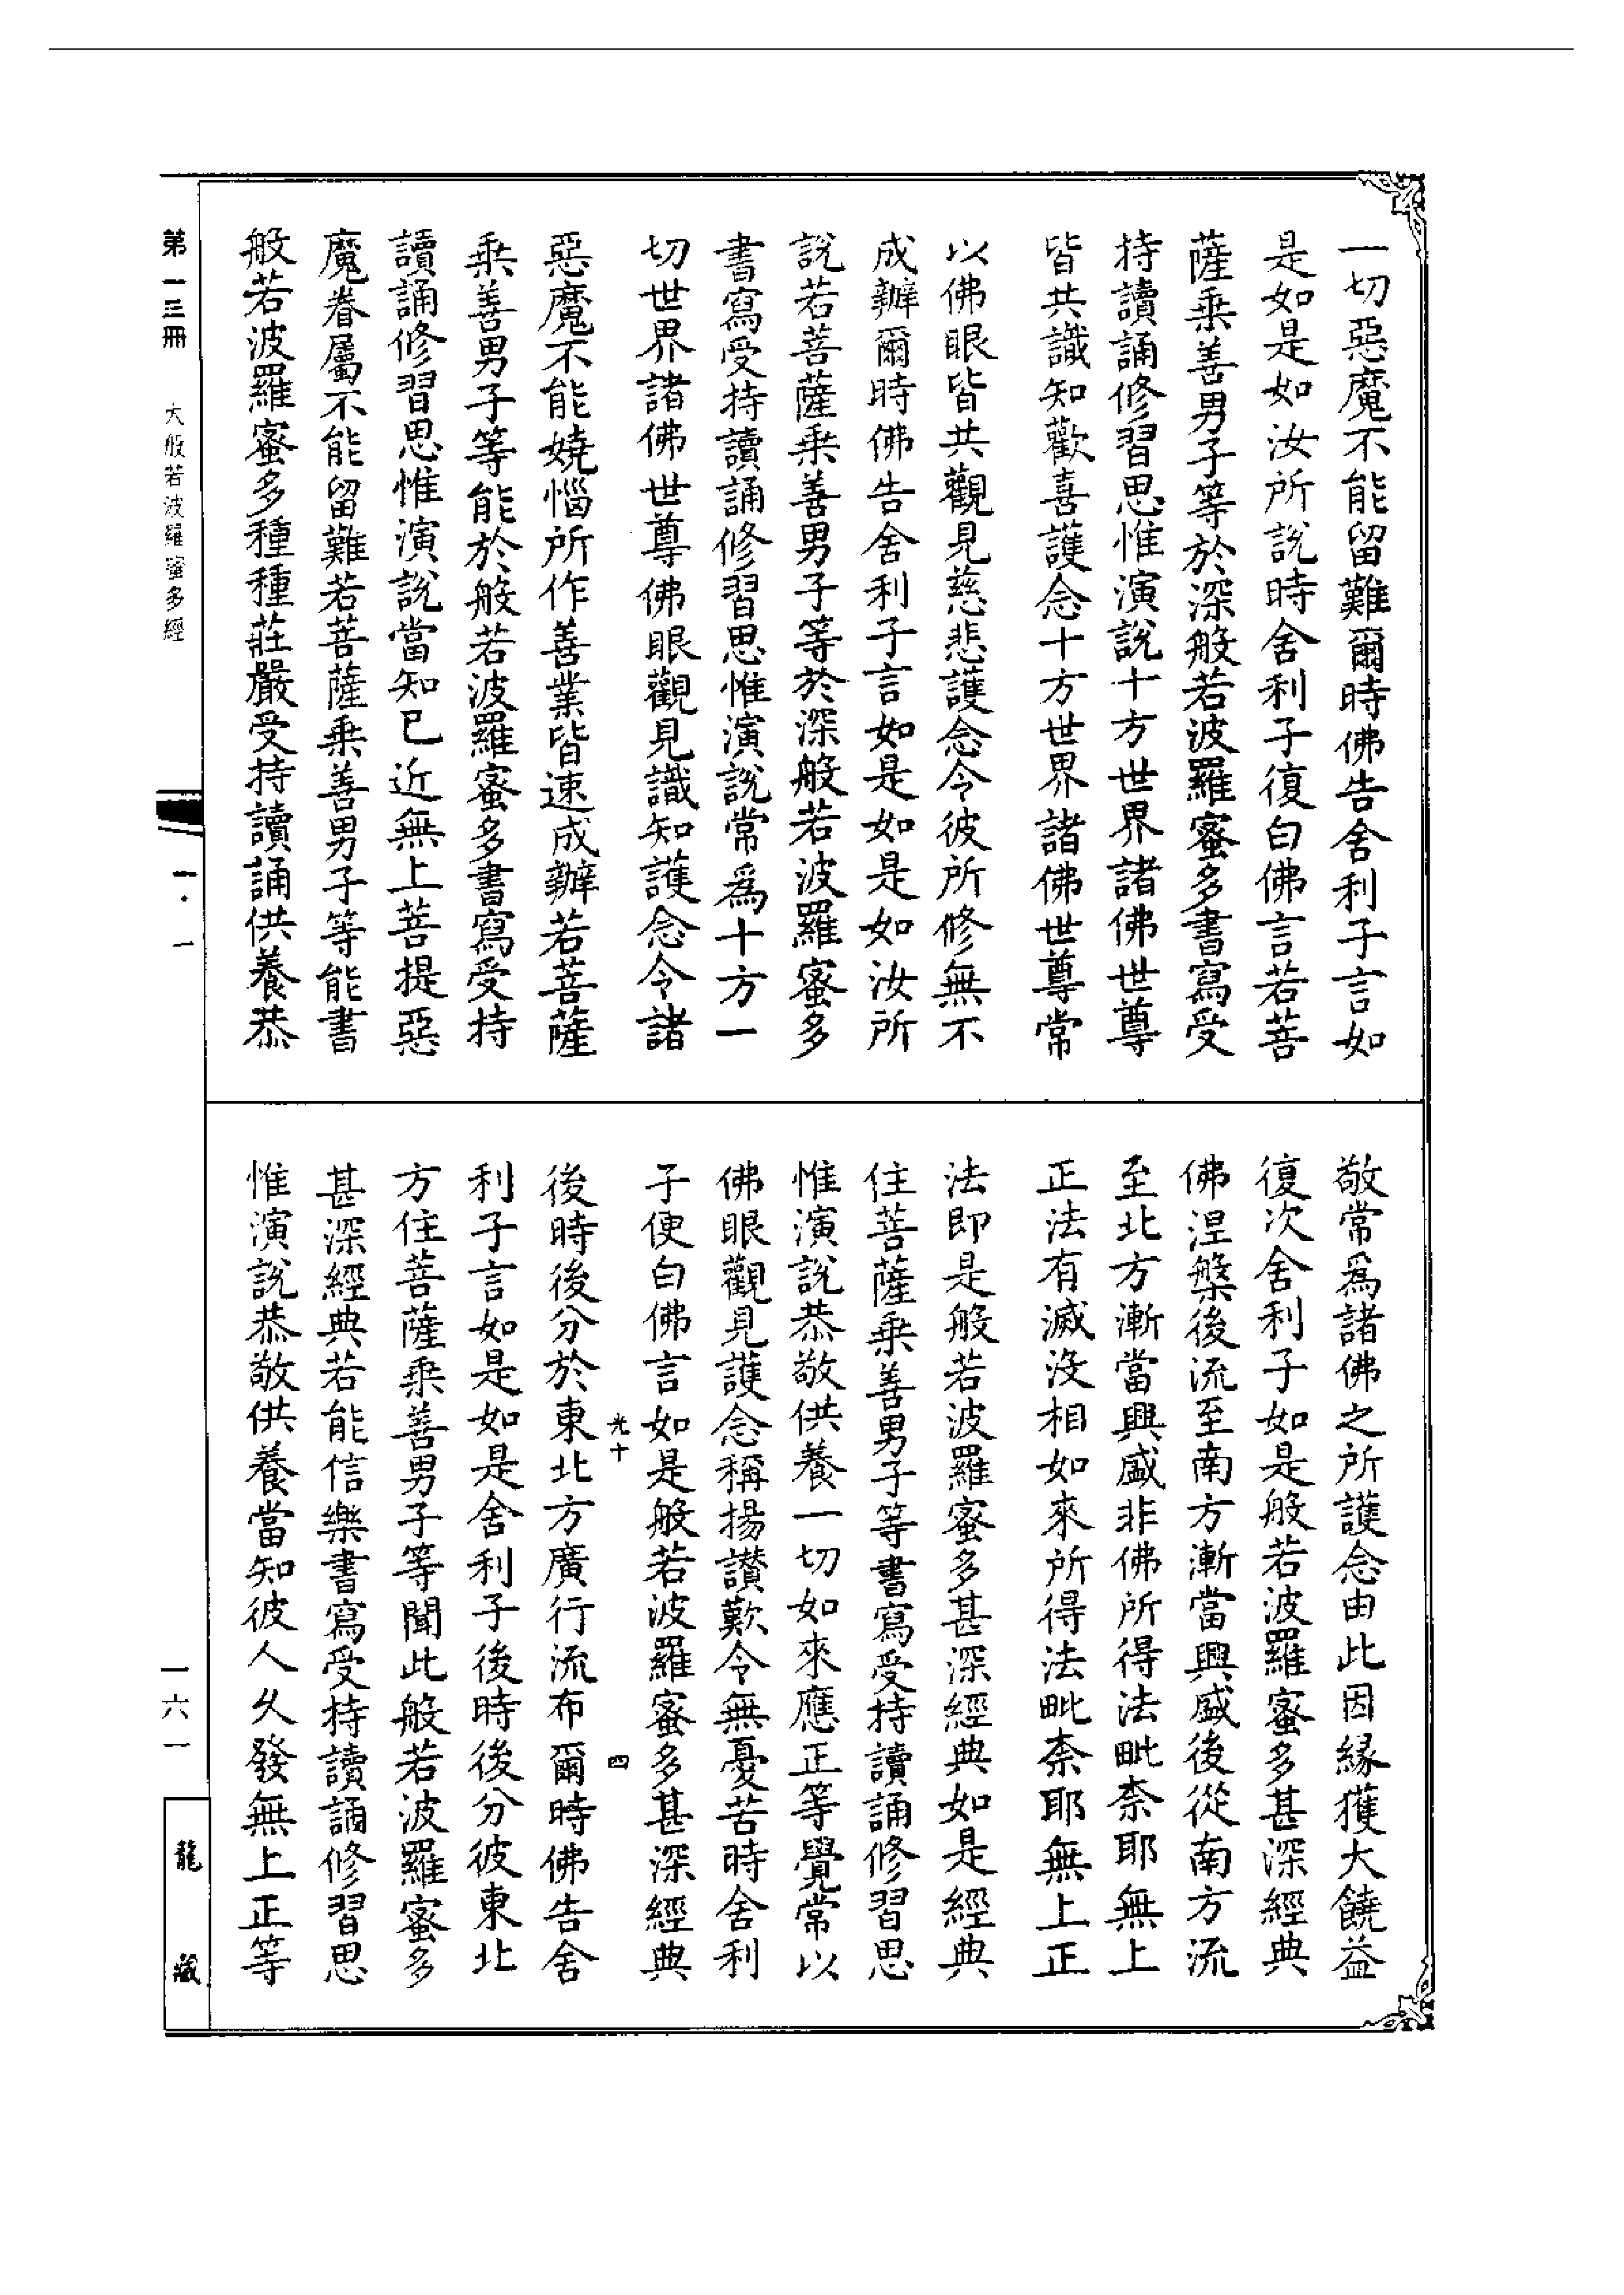 一切惡魔不能留難爾時佛告舍利子言如
是如是如汝所說時舍利子復白佛言若菩
薩乘善男子等於深般若波羅蜜多書寫受
持讀誦修習思惟演說十方世界諸佛世尊
皆共識知歡喜護念十方世界諸佛世尊常
以佛眼皆共觀見慈悲護念令彼所修無不
成辦爾時佛告舍利子言如是如是如汝所
說若菩薩乘善男子等於深般若波羅蜜多
書寫受持讀誦修習思惟演說常爲十方一
切世界諸佛世尊佛眼觀見識知護念令諸
惡魔不能嬈惱所作善業皆速成辦若菩薩
乘善男子等能於般若波羅蜜多書寫受持
讀誦修習思惟演說當知已近無上菩提惡
魔眷屬不能留難若菩薩乘善男子等能書
般若波羅蜜多種種莊嚴受持讀誦供養恭
敬常爲諸佛之所護念由此因緣獲大饒益
復次舍利子如是般若波羅蜜多甚深經典
佛涅槃後流至南方漸當興盛後從南方流
至北方漸當興盛非佛所得法毗奈耶無上
正法有滅沒相如來所得法毗奈耶無上正
法即是般若波羅蜜多甚深經典如是經典
住菩薩乘善男子等書寫受持讀誦修習思
惟演說恭敬供養一切如來應正等覺常以
佛眼觀見護念稱揚讚歎令無憂苦時舍利
子便白佛言如是般若波羅蜜多甚深經典
光十 四
後時後分於東北方廣行流布爾時佛告舍
利子言如是如是舍利子後時後分彼東北
方住菩薩乘善男子等聞此般若波羅蜜多
甚深經典若能信樂書寫受持讀誦修習思
惟演說恭敬供養當知彼人久發無上正等
第一三冊 大般若波羅蜜多經
一·一
一六一
龍藏